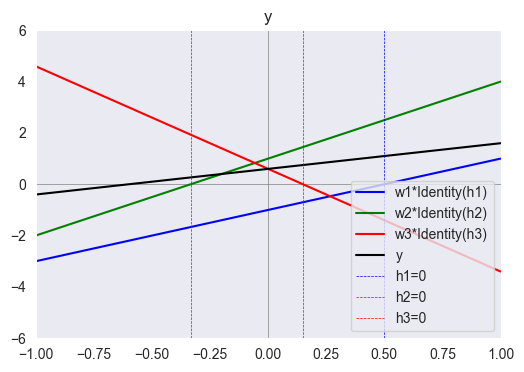 y
6
4
2
0
−2
−4
−6
−1.00 −0.75 −0.50 −0.25 0.00 0.25 0.50 0.75 1.00
w1*Identity(h1)
w2*Identity(h2)
w3*Identity(h3)
y
h1=0
h2=0
h3=0